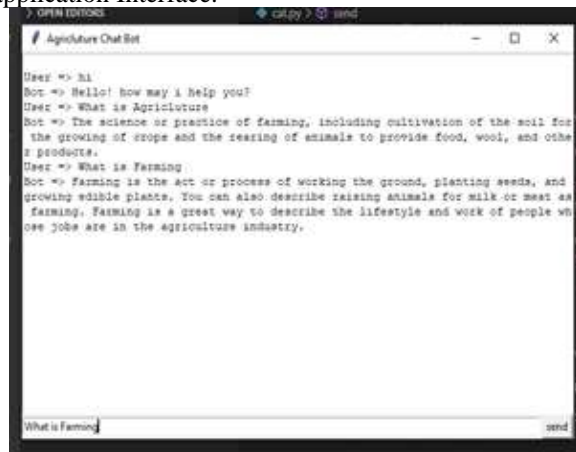 pplication Interface.
> OPEN EDITORS
cat.py > send
Agricluture Chat Bot
User => hi
Bot => Hello! how may i help you?
User => What is Agricluture
Bot => The science or practice of farming, including cultivation of the soil for
the growing of crops and the rearing of animals to provide food, wool, and othe
r products.
User => What is Farming
Bot => Farming is the act or process of working the ground, planting seeds, and
growing edible plants. You can also describe raising animals for milk or meat as
farming. Farming is a great way to describe the lifestyle and work of people wh
ose jobs are in the agriculture industry.
What is Farming
send